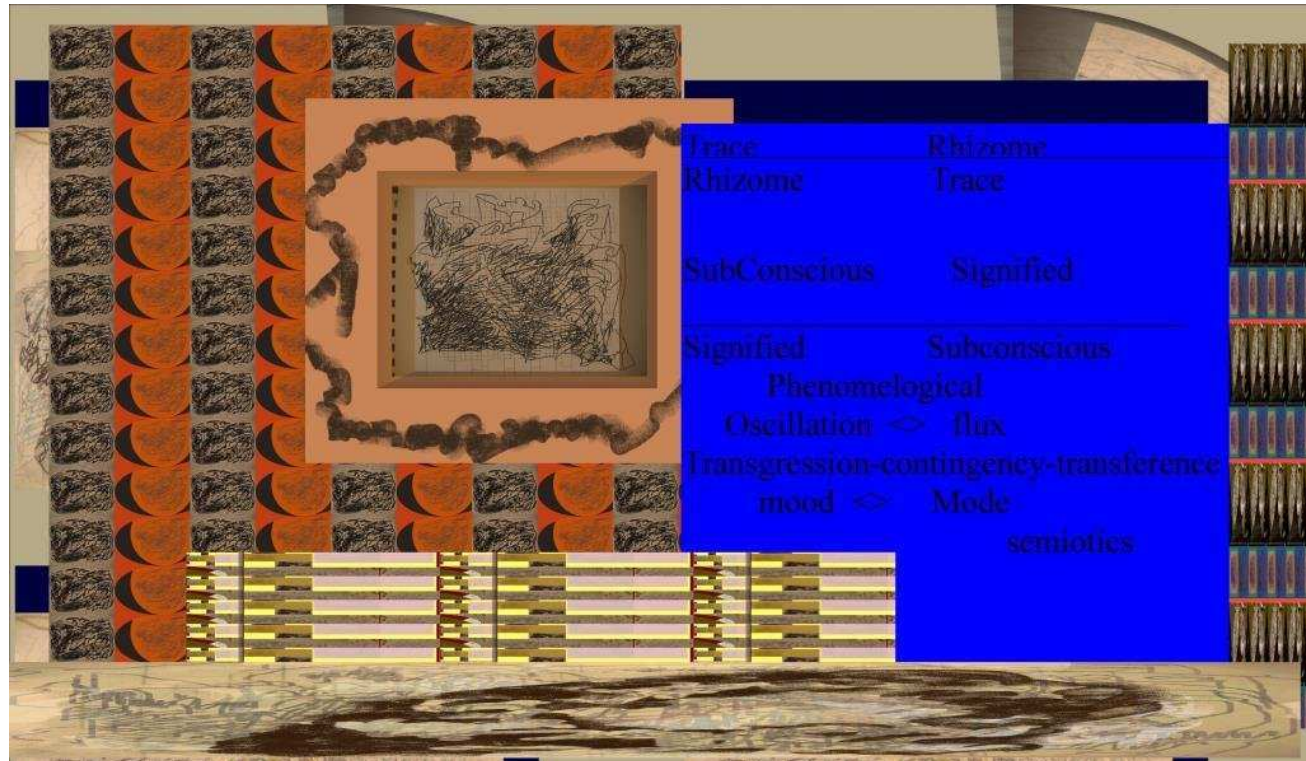 Trace Rhizome
Rhizome Trace
SubConscious Signified
Signified Subconscious
Phenomelogical
Oscillation <> flux
Transgression-contingency-transference
mood <> Mode
semiotics